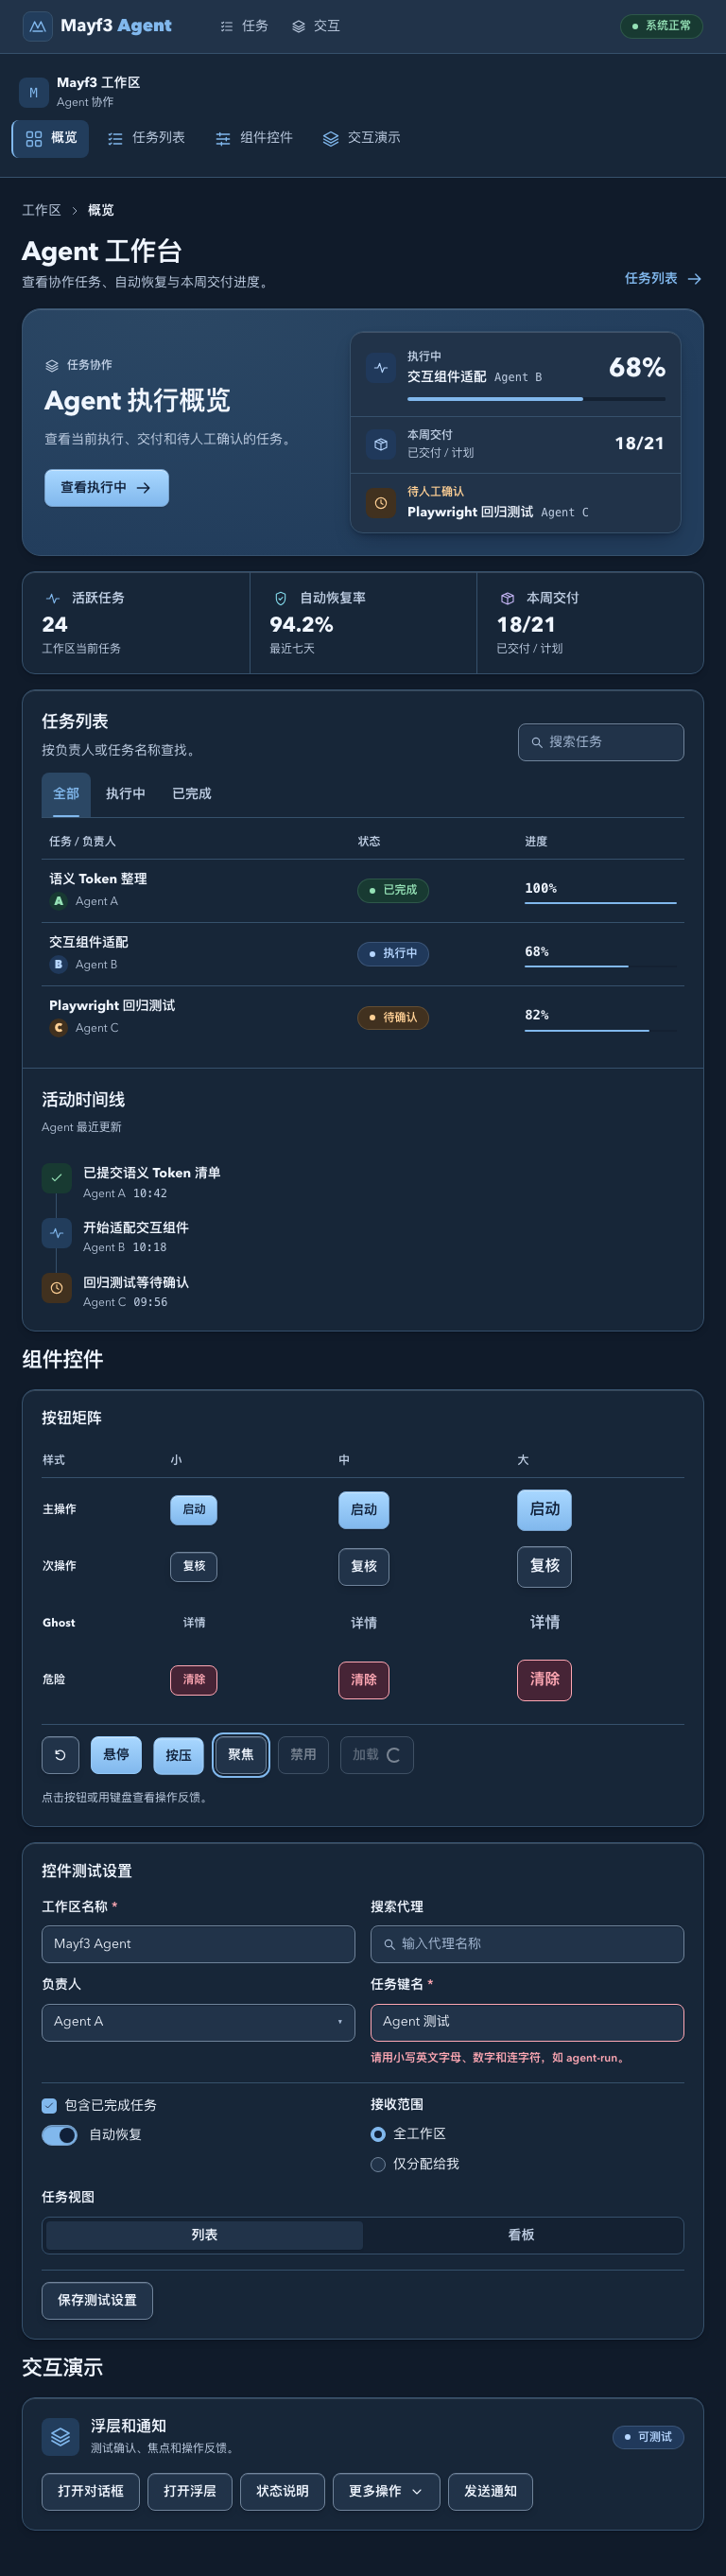 Mayf3 Agent
任务
交互
系统正常
M
Mayf3 工作区
Agent 协作
概览
任务列表
组件控件
交互演示
工作区 > 概览
Agent 工作台
查看协作任务、自动恢复与本周交付进度。
任务列表 →
任务协作
Agent 执行概览
查看当前执行、交付和待人工确认的任务。
查看执行中 →
执行中
交互组件适配 Agent B
68%
本周交付
已交付 / 计划
18/21
待人工确认
Playwright 回归测试 Agent C
活跃任务
24
工作区当前任务
自动恢复率
94.2%
最近七天
本周交付
18/21
已交付 / 计划
任务列表
按负责人或任务名称查找。
搜索任务
全部
执行中
已完成
任务 / 负责人
状态
进度
语义 Token 整理
A Agent A
已完成
100%
交互组件适配
B Agent B
执行中
68%
Playwright 回归测试
C Agent C
待确认
82%
活动时间线
Agent 最近更新
已提交语义 Token 清单
Agent A 10:42
开始适配交互组件
Agent B 10:18
回归测试等待确认
Agent C 09:56
组件控件
按钮矩阵
样式
小
中
大
主操作
启动
启动
启动
次操作
复核
复核
复核
Ghost
详情
详情
详情
危险
清除
清除
清除
悬停
按压
聚焦
禁用
加载
点击按钮或用键盘查看操作反馈。
控件测试设置
工作区名称 *
Mayf3 Agent
搜索代理
输入代理名称
负责人
Agent A
任务键名 *
Agent 测试
请用小写英文字母、数字和连字符，如 agent-run。
包含已完成任务
自动恢复
接收范围
全工作区
仅分配给我
任务视图
列表
看板
保存测试设置
交互演示
浮层和通知
测试确认、焦点和操作反馈。
可测试
打开对话框
打开浮层
状态说明
更多操作
发送通知